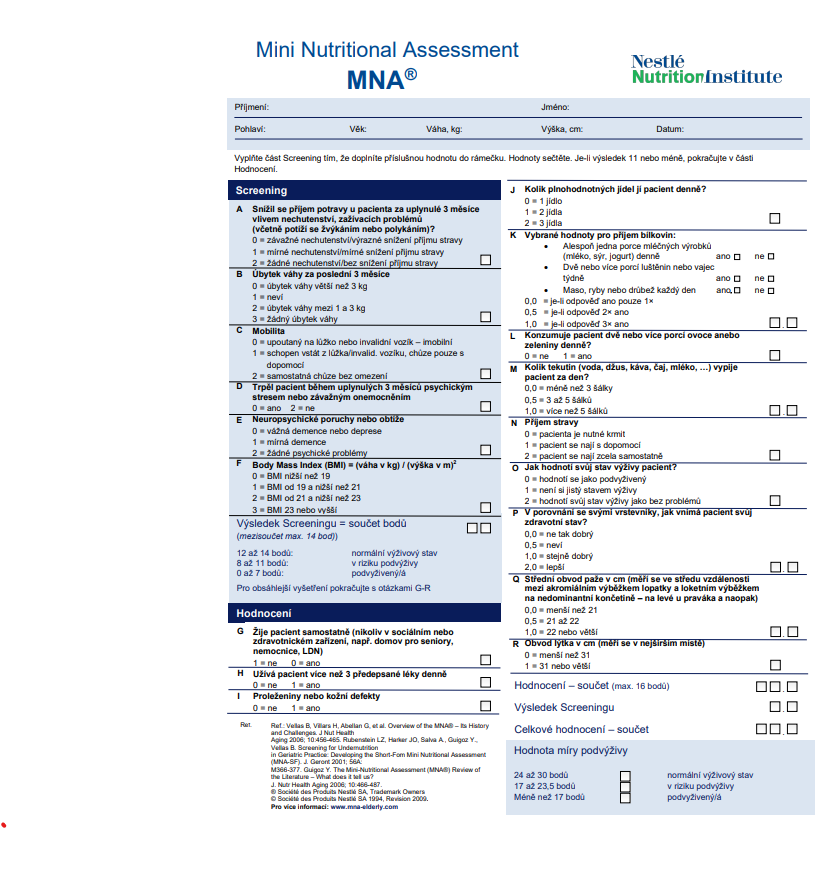 Mini Nutritional Assessment
MNA®
Nestlé
NutritionInstitute
Příjmení: Jméno:
Pohlaví: Věk: Váha, kg: Výška, cm: Datum:
Vyplňte část Screening tím, že doplníte příslušnou hodnotu do rámečku. Hodnoty sečtěte. Je-li výsledek 11 nebo méně, pokračujte v části
Hodnocení.
Screening
A Snížil se příjem potravy u pacienta za uplynulé 3 měsíce
vlivem nechutenství, zažívacích problémů
(včetně potíží se žvýkáním nebo polykáním)?
0 = závažné nechutenství/výrazné snížení příjmu stravy
1 = mírné nechutenství/mírné snížení příjmu stravy
2 = žádné nechutenství/bez snížení příjmu stravy
B Úbytek váhy za poslední 3 měsíce
0 = úbytek váhy větší než 3 kg
1 = neví
2 = úbytek váhy mezi 1 a 3 kg
3 = žádný úbytek váhy
C Mobilita
0 = upoutaný na lůžko nebo invalidní vozík – imobilní
1 = schopen vstát z lůžka/invalid. vozíku, chůze pouze s
dopomocí
2 = samostatná chůze bez omezení
D Trpěl pacient během uplynulých 3 měsíců psychickým
stresem nebo závažným onemocněním
0 = ano 2 = ne
E Neuropsychické poruchy nebo obtíže
0 = vážná demence nebo deprese
1 = mírná demence
2 = žádné psychické problémy
F Body Mass Index (BMI) = (váha v kg) / (výška v m)²
0 = BMI nižší než 19
1 = BMI od 19 a nižší než 21
2 = BMI od 21 a nižší než 23
3 = BMI 23 nebo vyšší
Výsledek Screeningu = součet bodů
(mezisoučet max. 14 bod))
12 až 14 bodů: normální výživový stav
8 až 11 bodů: v riziku podvýživy
0 až 7 bodů: podvyživený/á
Pro obsáhlejší vyšetření pokračujte s otázkami G-R
Hodnocení
G Žije pacient samostatně (nikoliv v sociálním nebo
zdravotnickém zařízení, např. domov pro seniory,
nemocnice, LDN)
1 = ne 0 = ano
H Užívá pacient více než 3 předepsané léky denně
0 = ne 1 = ano
I Proleženiny nebo kožní defekty
0 = ne 1 = ano
Ret. Ref.: Vellas B, Villars H, Abellan G, et al. Overview of the MNA® – Its History
and Challenges. J Nut Health
Aging 2006; 10:456-465. Rubenstein LZ, Harker JO, Salva A., Guigoz Y.,
Vellas B. Screening for Undernutrition
in Geriatric Practice: Developing the Short-Fom Mini Nutritional Assessment
(MNA-SF). J. Geront 2001; 56A:
M366-377. Guigoz Y. The Mini-Nutritional Assessment (MNA®) Review of
the Literature – What does it tell us?
J. Nutr Health Aging 2006; 10:466-487.
® Société des Produits Nestlé SA, Trademark Owners
© Société des Produits Nestlé SA 1994, Revision 2009.
Pro více informací: www.mna-elderly.com
J Kolik plnohodnotných jídel jí pacient denně?
0 = 1 jídlo
1 = 2 jídla
2 = 3 jídla
K Vybrané hodnoty pro příjem bílkovin:
• Alespoň jedna porce mléčných výrobků
(mléko, sýr, jogurt) denně ano ne
• Dvě nebo více porcí luštěnin nebo vajec
týdně ano ne
• Maso, ryby nebo drůbež každý den ano ne
0,0 = je-li odpověď ano pouze 1×
0,5 = je-li odpověď 2× ano
1,0 = je-li odpověď 3× ano
L Konzumuje pacient dvě nebo více porcí ovoce anebo
zeleniny denně?
0 = ne 1 = ano
M Kolik tekutin (voda, džus, káva, čaj, mléko, …) vypije
pacient za den?
0,0 = méně než 3 šálky
0,5 = 3 až 5 šálků
1,0 = více než 5 šálků
N Příjem stravy
0 = pacienta je nutné krmit
1 = pacient se nají s dopomocí
2 = pacient se nají zcela samostatně
O Jak hodnotí svůj stav výživy pacient?
0 = hodnotí se jako podvyživený
1 = není si jistý stavem výživy
2 = hodnotí svůj stav výživy jako bez problémů
P V porovnání se svými vrstevníky, jak vnímá pacient svůj
zdravotní stav?
0,0 = ne tak dobrý
0,5 = neví
1,0 = stejně dobrý
2,0 = lepší
Q Střední obvod paže v cm (měří se ve středu vzdálenosti
mezi akromiálním výběžkem lopatky a loketním výběžkem
na nedominantní končetině – na levé u praváka a naopak)
0,0 = menší než 21
0,5 = 21 až 22
1,0 = 22 nebo větší
R Obvod lýtka v cm (měří se v nejširším místě)
0 = menší než 31
1 = 31 nebo větší
Hodnocení – součet (max. 16 bodů)
Výsledek Screeningu
Celkové hodnocení – součet
Hodnota míry podvýživy
24 až 30 bodů normální výživový stav
17 až 23,5 bodů v riziku podvýživy
Méně než 17 bodů podvyživený/á